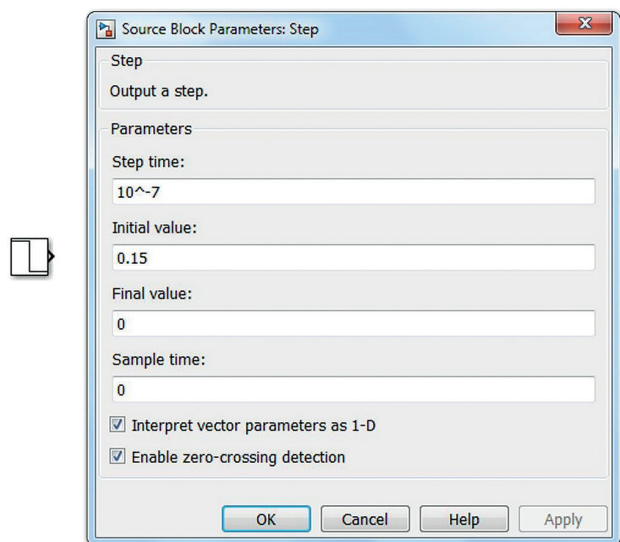 Source Block Parameters: Step
Step
Output a step.
Parameters
Step time:
10^-7
Initial value:
0.15
Final value:
0
Sample time:
0
Interpret vector parameters as 1-D
Enable zero-crossing detection
OK Cancel Help Apply